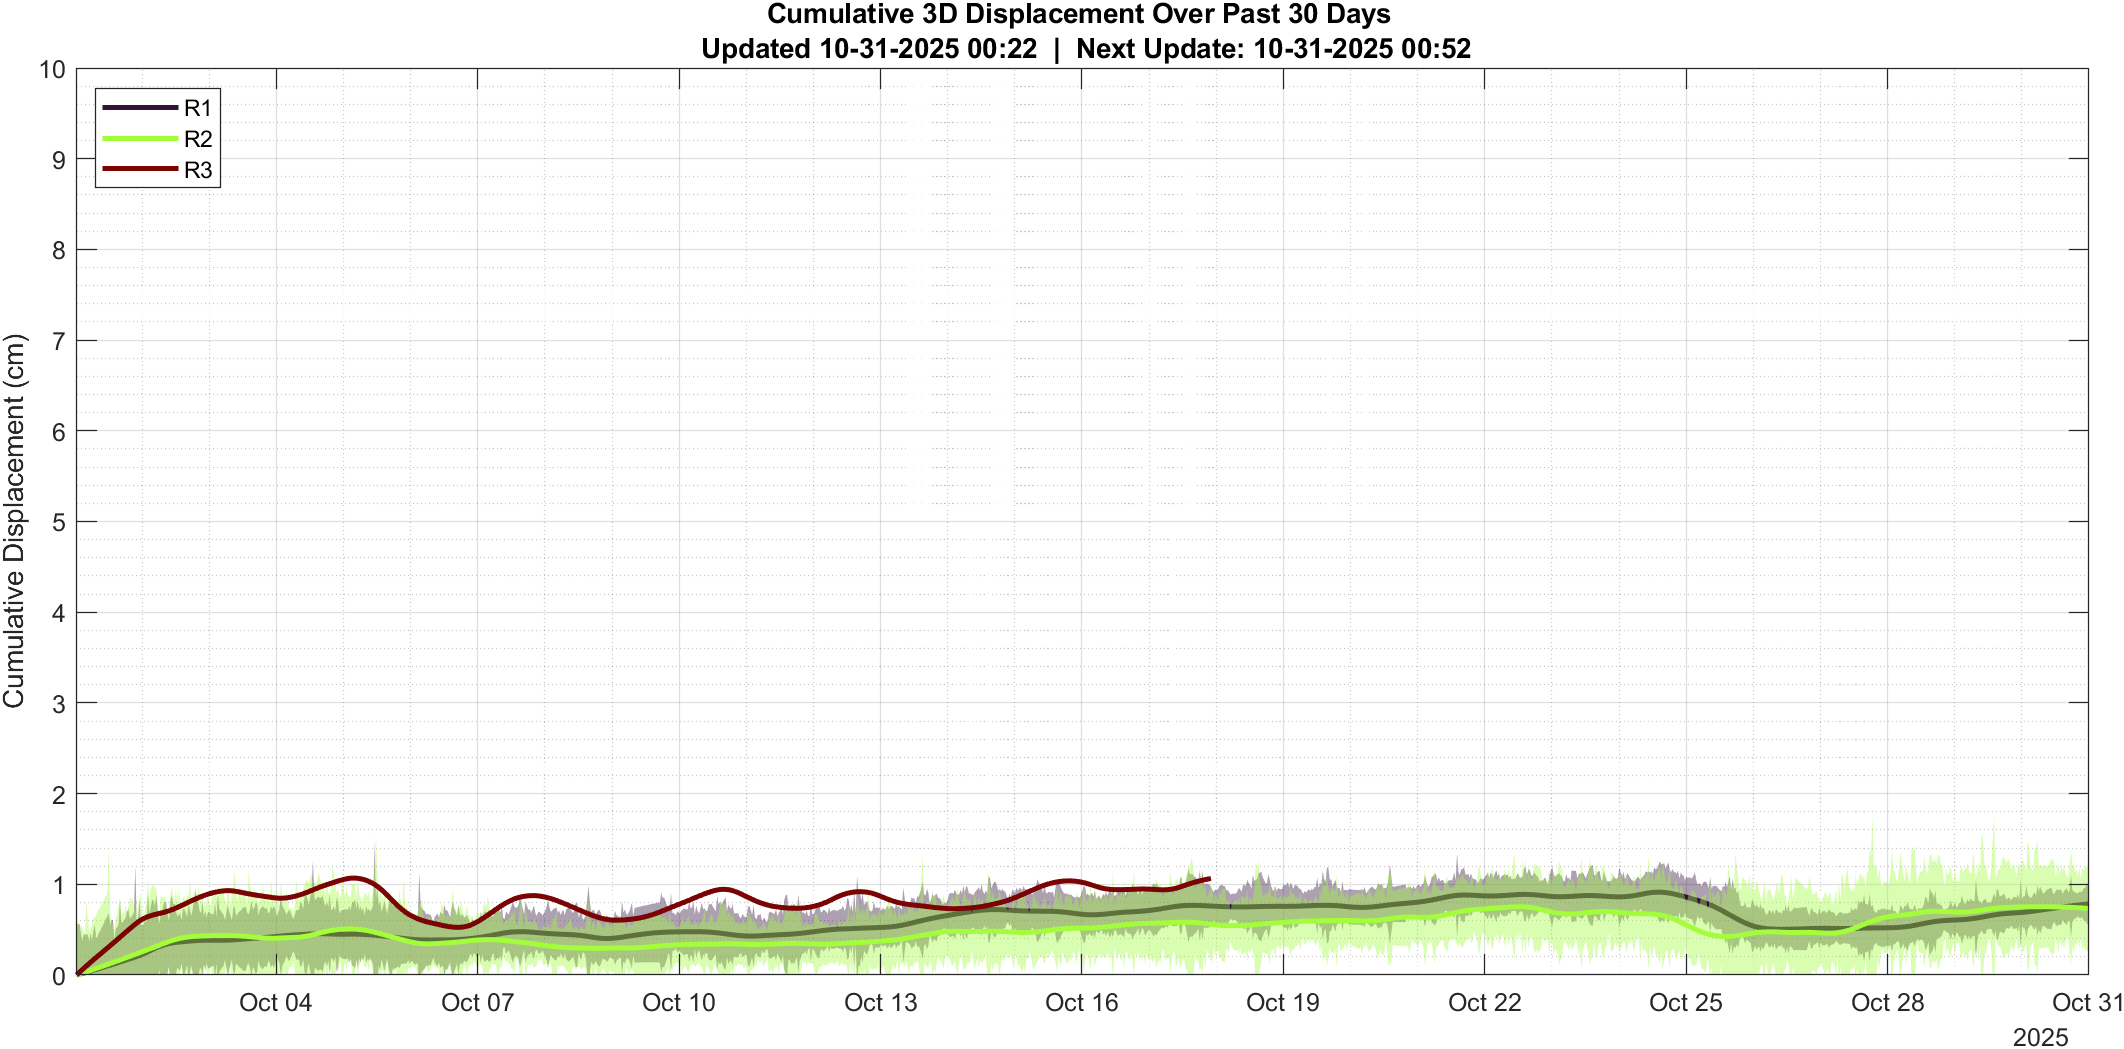 Cumulative 3D Displacement Over Past 30 Days
Updated 10-31-2025 00:22 | Next Update: 10-31-2025 00:52
R1
R2
R3
Cumulative Displacement (cm)
10
9
8
7
6
5
4
3
2
1
0
Oct 04
Oct 07
Oct 10
Oct 13
Oct 16
Oct 19
Oct 22
Oct 25
Oct 28
Oct 31
2025